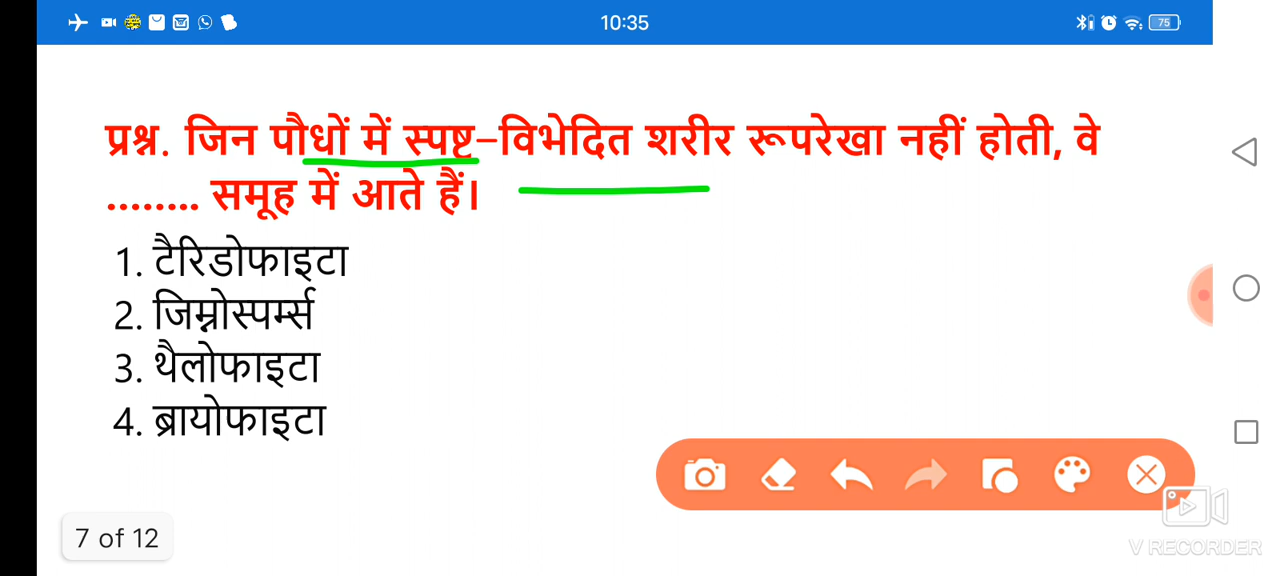 10:35
75
प्रश्न. जिन पौधों में स्पष्ट–विभेदित शरीर रूपरेखा नहीं होती, वे
........ समूह में आते हैं।
1. टैरिडोफाइटा
2. जिम्नोस्पर्म्स
3. थैलोफाइटा
4. ब्रायोफाइटा
7 of 12
V RECORDER